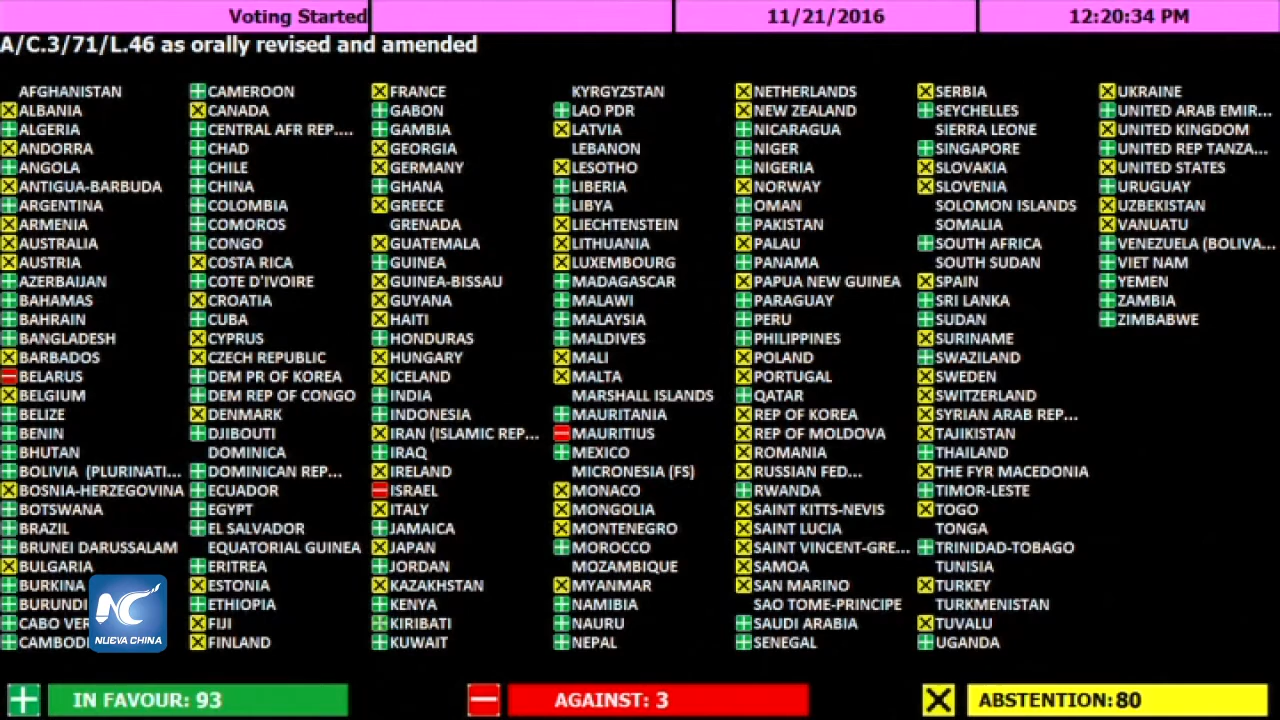 Voting Started 11/21/2016 12:20:34 PM
A/C.3/71/L.46 as orally revised and amended
AFGHANISTAN
ALBANIA
ALGERIA
ANDORRA
ANGOLA
ANTIGUA-BARBUDA
ARGENTINA
ARMENIA
AUSTRALIA
AUSTRIA
AZERBAIJAN
BAHAMAS
BAHRAIN
BANGLADESH
BARBADOS
BELARUS
BELGIUM
BELIZE
BENIN
BHUTAN
BOLIVIA (PLURINATI...
BOSNIA-HERZEGOVINA
BOTSWANA
BRAZIL
BRUNEI DARUSSALAM
BULGARIA
BURKINA
BURUNDI
CABO VER
CAMBODI
CAMEROON
CANADA
CENTRAL AFR REP....
CHAD
CHILE
CHINA
COLOMBIA
COMOROS
CONGO
COSTA RICA
COTE D'IVOIRE
CROATIA
CUBA
CYPRUS
CZECH REPUBLIC
DEM PR OF KOREA
DEM REP OF CONGO
DENMARK
DJIBOUTI
DOMINICA
DOMINICAN REP...
ECUADOR
EGYPT
EL SALVADOR
EQUATORIAL GUINEA
ERITREA
ESTONIA
ETHIOPIA
FIJI
FINLAND
FRANCE
GABON
GAMBIA
GEORGIA
GERMANY
GHANA
GREECE
GRENADA
GUATEMALA
GUINEA
GUNEA-BISSAU
GUYANA
HAITI
HONDURAS
HUNGARY
ICELAND
INDIA
INDONESIA
IRAN (ISLAMIC REP...
IRAQ
IRELAND
ISRAEL
ITALY
JAMAICA
JAPAN
JORDAN
KAZAKHSTAN
KENYA
KIRIBATI
KUWAIT
KYRGYZSTAN
LAO PDR
LATVIA
LEBANON
LESOTHO
LIBERIA
LIBYA
LIECHTENSTEIN
LITHUANIA
LUXEMBOURG
MADAGASCAR
MALAWI
MALAYSIA
MALDIVES
MALI
MALTA
MARSHALL ISLANDS
MAURITANIA
MAURITIUS
MEXICO
MICRONESIA (FS)
MONACO
MONGOLIA
MONTENEGRO
MOROCCO
MOZAMBIQUE
MYANMAR
NAMIBIA
NAURU
NEPAL
NETHERLANDS
NEW ZEALAND
NICARAGUA
NIGER
NIGERIA
NORWAY
OMAN
PAKISTAN
PALAU
PANAMA
PAPUA NEW GUINEA
PARAGUAY
PERU
PHILIPPINES
POLAND
PORTUGAL
QATAR
REP OF KOREA
REP OF MOLDOVA
ROMANIA
RUSSIAN FED...
RWANDA
SAINT KITTS-NEVIS
SAINT LUCIA
SAINT VINCENT-GRE...
SAMOA
SAN MARINO
SAO TOME-PRINCIPE
SAUDI ARABIA
SENEGAL
SERBIA
SEYCHELLES
SIERRA LEONE
SINGAPORE
SLOVAKIA
SLOVENIA
SOLOMON ISLANDS
SOMALIA
SOUTH AFRICA
SOUTH SUDAN
SPAIN
SRI LANKA
SUDAN
SURINAME
SWAZILAND
SWEDEN
SWITZERLAND
SYRIAN ARAB REP...
TAJIKISTAN
THAILAND
THE FYR MACEDONIA
TIMOR-LESTE
TOGO
TONGA
TRINIDAD-TOBAGO
TUNISIA
TURKEY
TURKMENISTAN
TUVALU
UGANDA
UKRAINE
UNITED ARAB EMIR...
UNITED KINGDOM
UNITED REP TANZA...
UNITED STATES
URUGUAY
UZBEKISTAN
VANUATU
VENEZUELA (BOLIVA...
VIET NAM
YEMEN
ZAMBIA
ZIMBABWE
NC
NUEVA CHINA
IN FAVOUR: 93 AGAINST: 3 ABSTENTION: 80